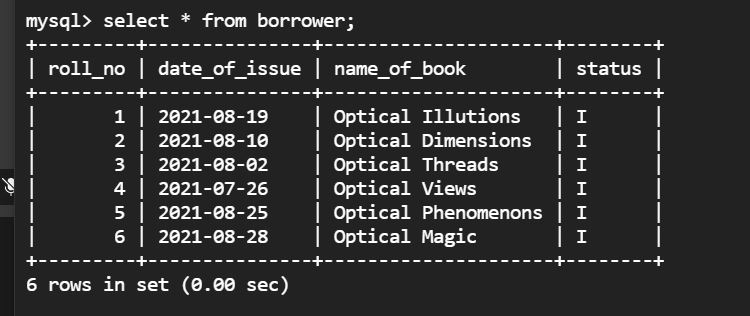 mysql> select * from borrower;
+---------+---------------+---------------------+--------+
| roll_no | date_of_issue | name_of_book        | status |
+---------+---------------+---------------------+--------+
|       1 | 2021-08-19    | Optical Illutions   | I      |
|       2 | 2021-08-10    | Optical Dimensions  | I      |
|       3 | 2021-08-02    | Optical Threads     | I      |
|       4 | 2021-07-26    | Optical Views       | I      |
|       5 | 2021-08-25    | Optical Phenomenons | I      |
|       6 | 2021-08-28    | Optical Magic       | I      |
+---------+---------------+---------------------+--------+
6 rows in set (0.00 sec)